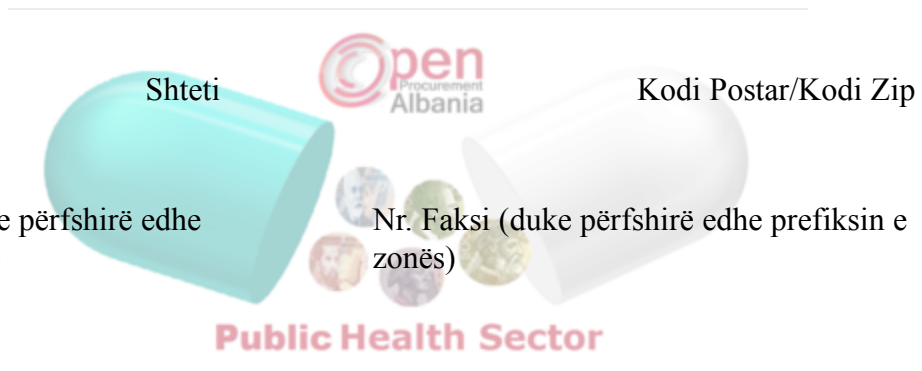 Open
Procurement
Albania
Shteti
Kodi Postar/Kodi Zip
e përfshirë edhe
Nr. Faksi (duke përfshirë edhe prefiksin e
zonës)
Public Health Sector